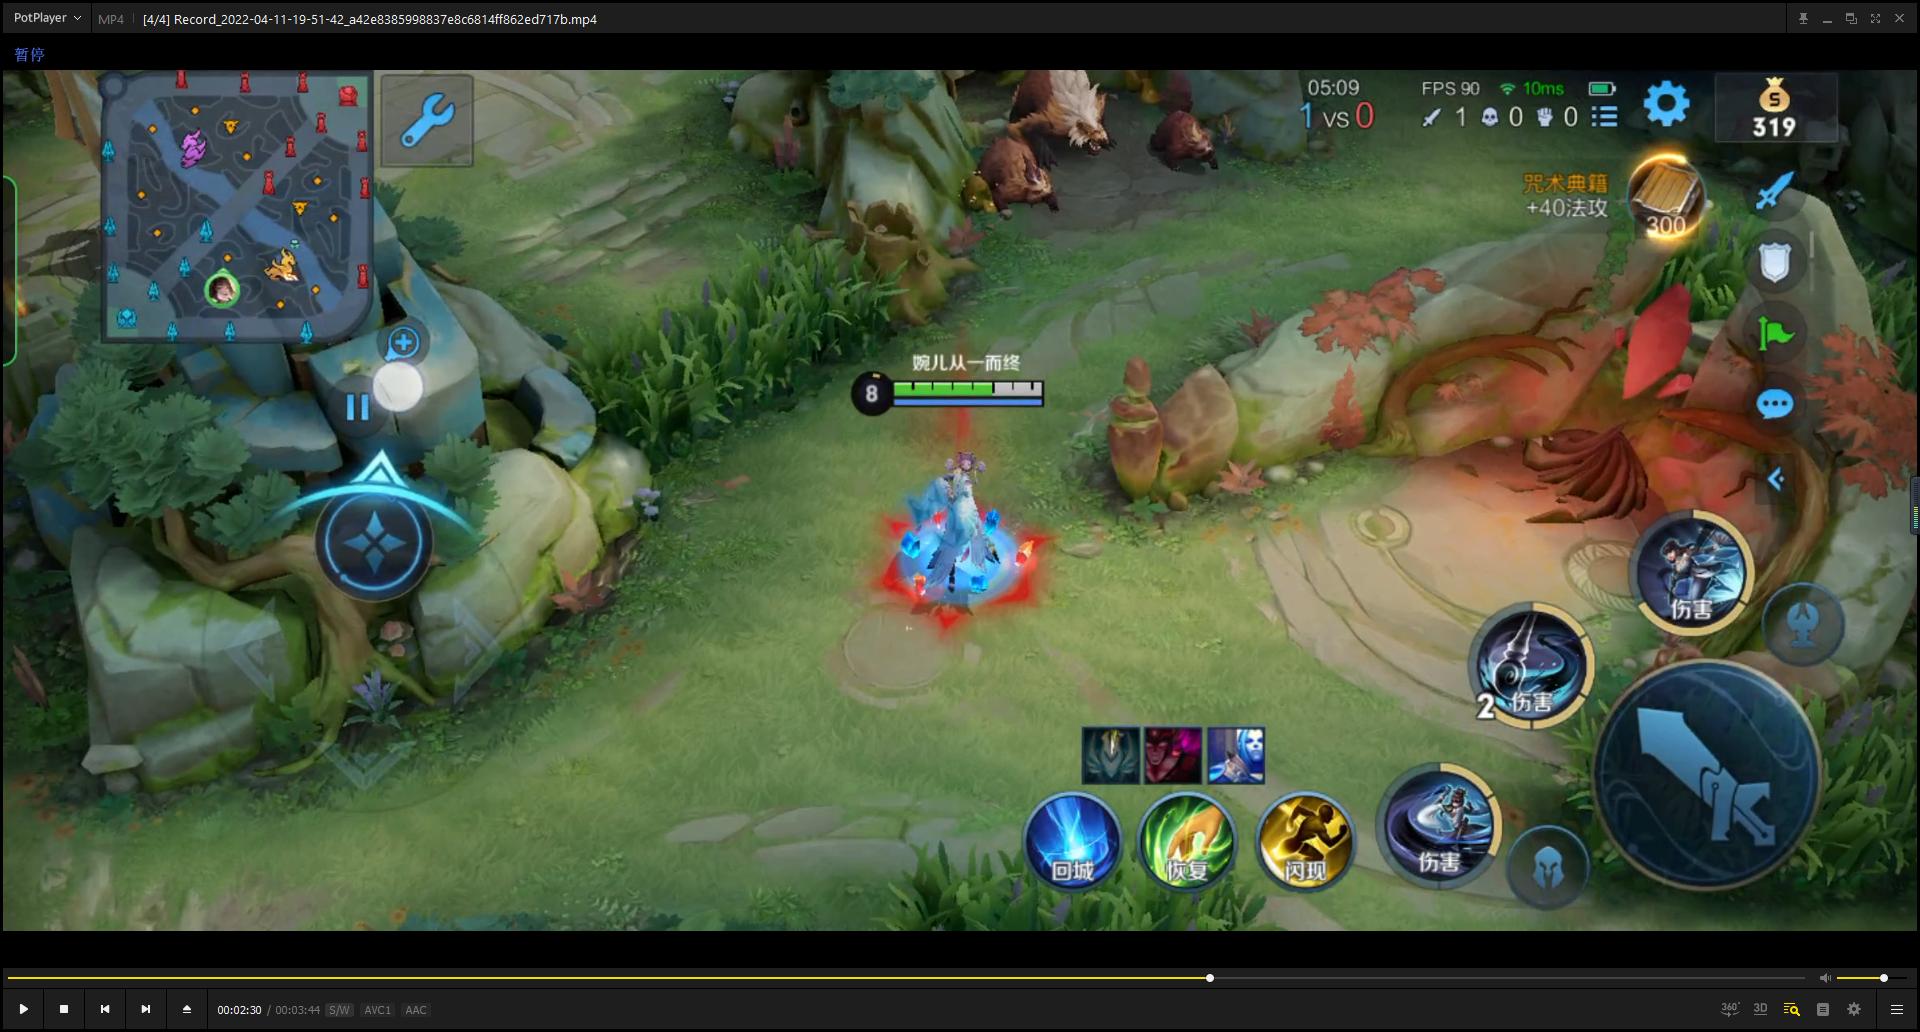 PotPlayer
MP4
[4/4] Record_2022-04-11-19-51-42_a42e8385998837e8c6814ff862ed717b.mp4
暂停
05:09
FPS 90
10ms
1 VS 0
1
0
0
S
319
咒术典籍
+40法攻
300
婉儿从一而终
8
伤害
2 伤害
伤害
回城
恢复
闪现
00:02:30 / 00:03:44
S/W
AVC1
AAC
360°
3D